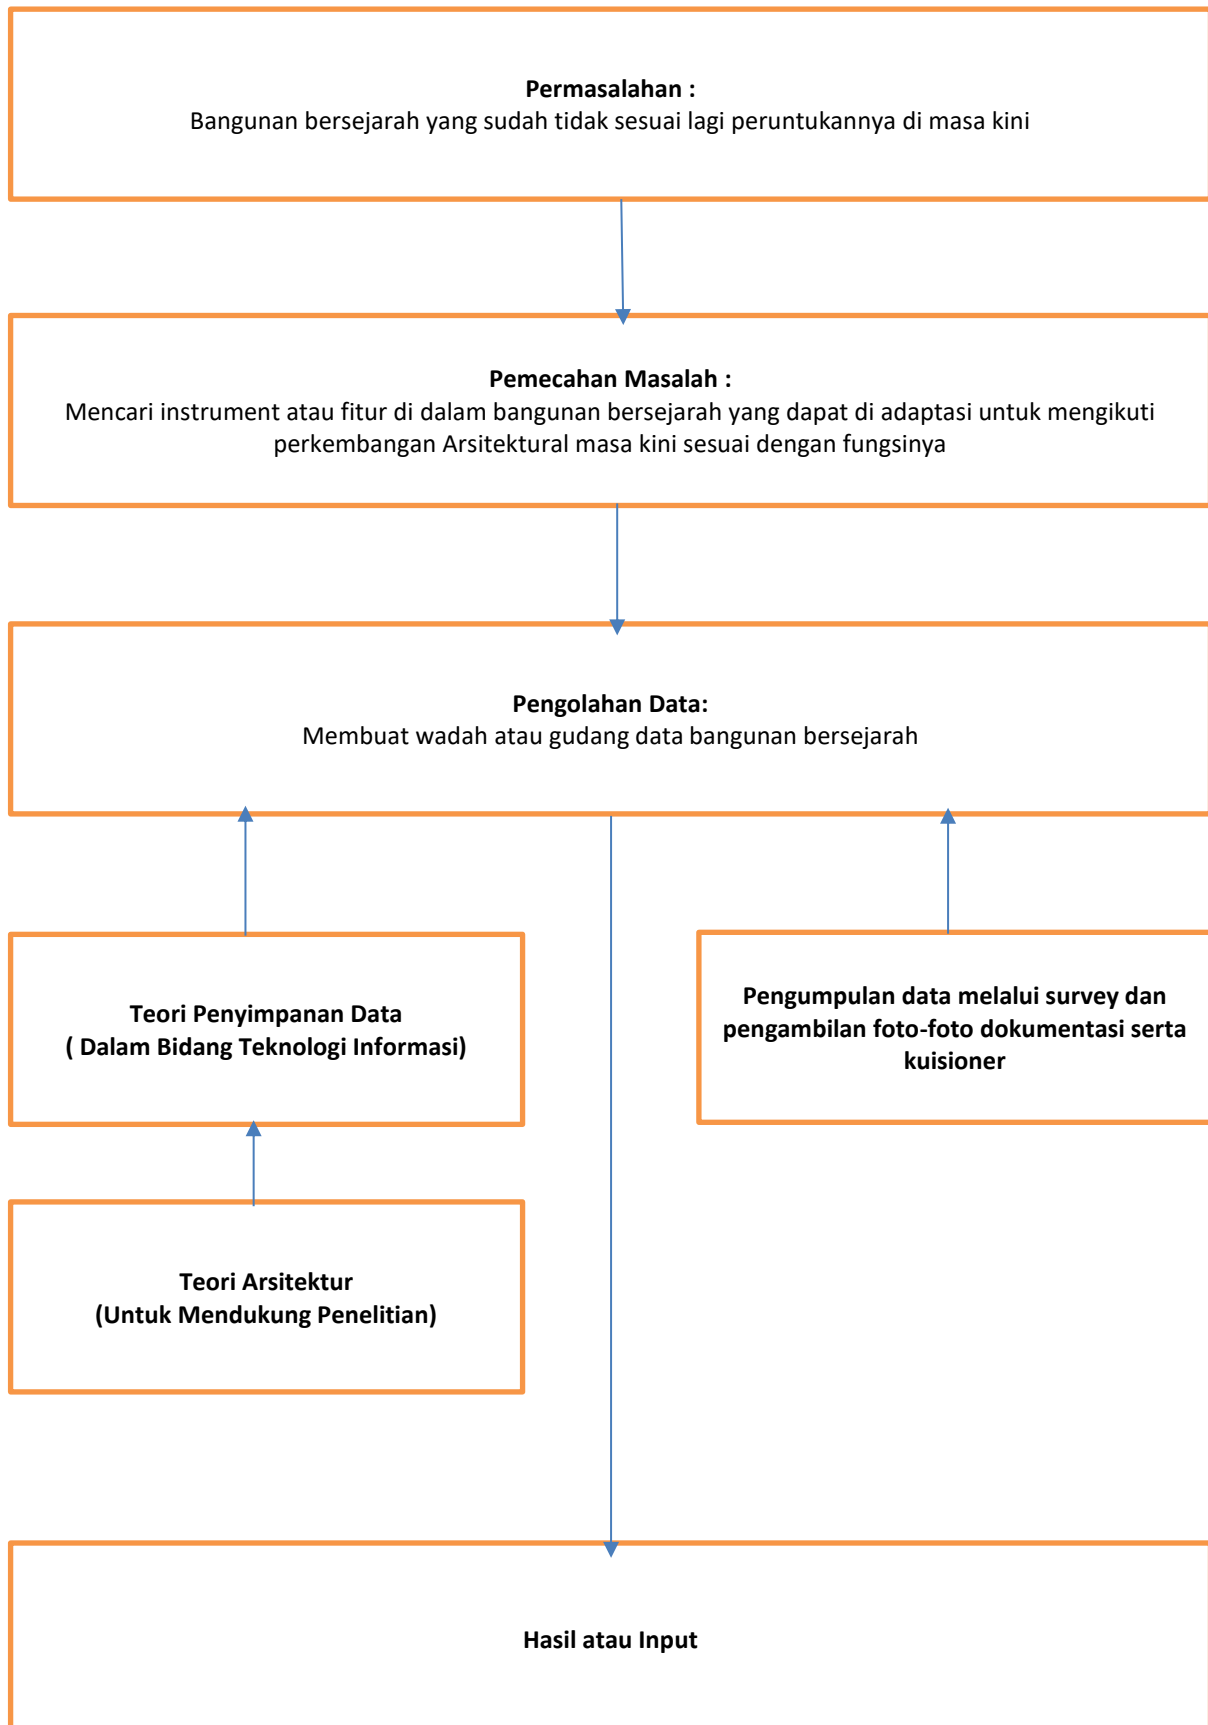 Permasalahan :
Bangunan bersejarah yang sudah tidak sesuai lagi peruntukannya di masa kini
Pemecahan Masalah :
Mencari instrument atau fitur di dalam bangunan bersejarah yang dapat di adaptasi untuk mengikuti
perkembangan Arsitektural masa kini sesuai dengan fungsinya
Pengolahan Data:
Membuat wadah atau gudang data bangunan bersejarah
Teori Penyimpanan Data
( Dalam Bidang Teknologi Informasi)
Pengumpulan data melalui survey dan
pengambilan foto-foto dokumentasi serta
kuisioner
Teori Arsitektur
(Untuk Mendukung Penelitian)
Hasil atau Input